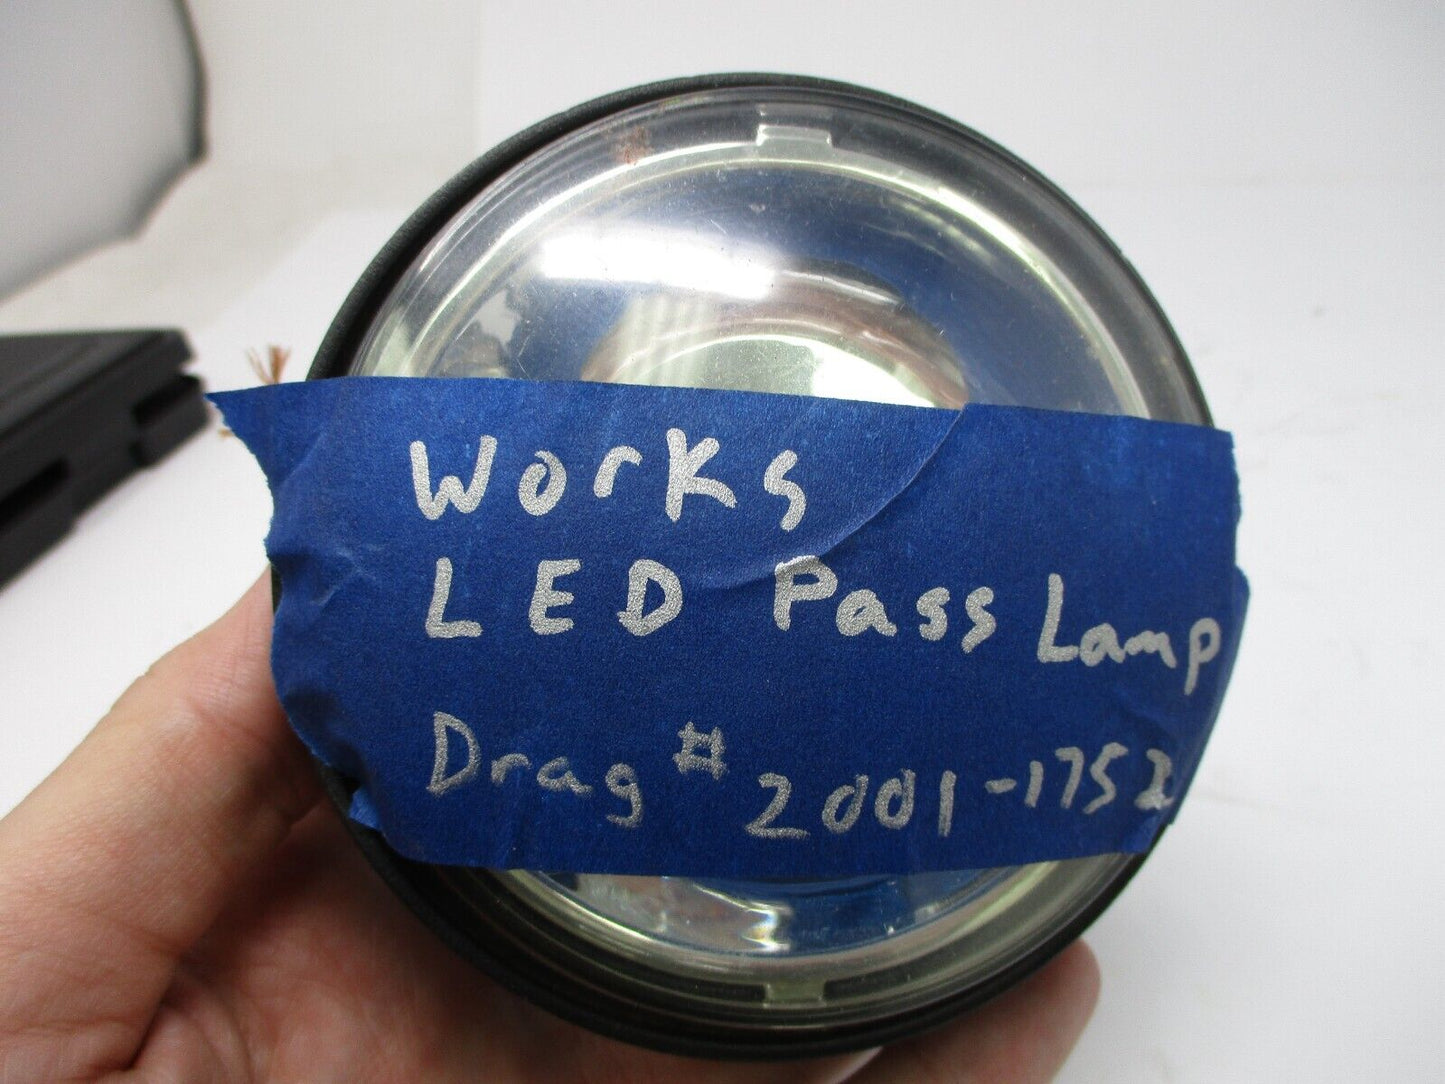 Works
LED Pass Lamp
Drag # 2001-1752